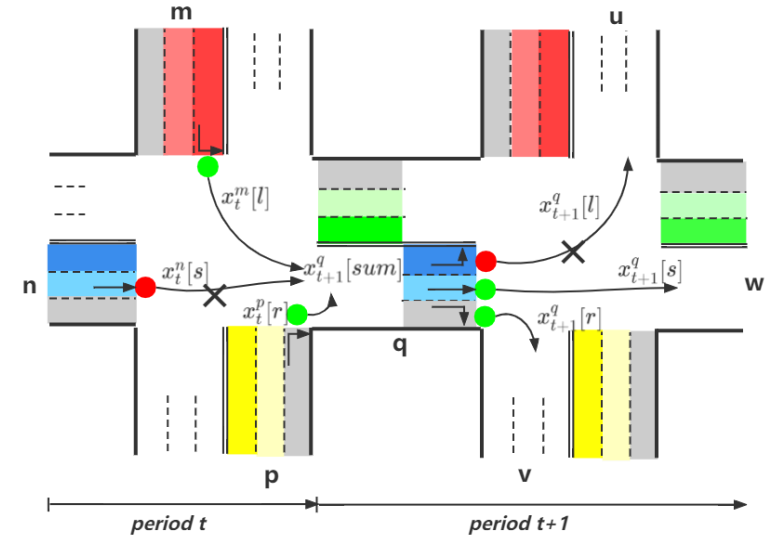 m
u
x_t^m[l]
x_{t+1}^q[l]
n
x_t^n[s]
x_{t+1}^q[sum]
x_{t+1}^q[s]
w
x_t^p[r]
x_{t+1}^q[r]
q
p
v
period t
period t+1